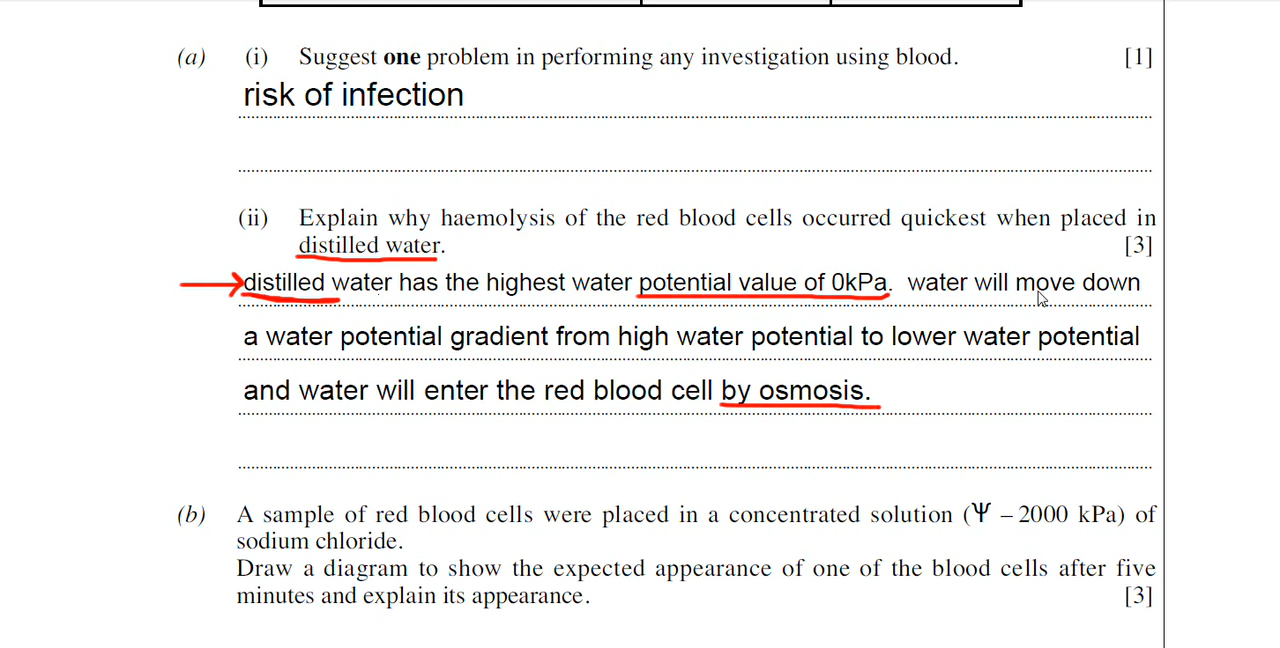 (a) (i) Suggest one problem in performing any investigation using blood. [1]
risk of infection
(ii) Explain why haemolysis of the red blood cells occurred quickest when placed in
distilled water. [3]
distilled water has the highest water potential value of 0kPa. water will move down
a water potential gradient from high water potential to lower water potential
and water will enter the red blood cell by osmosis.
(b) A sample of red blood cells were placed in a concentrated solution (Ψ – 2000 kPa) of
sodium chloride.
Draw a diagram to show the expected appearance of one of the blood cells after five
minutes and explain its appearance. [3]